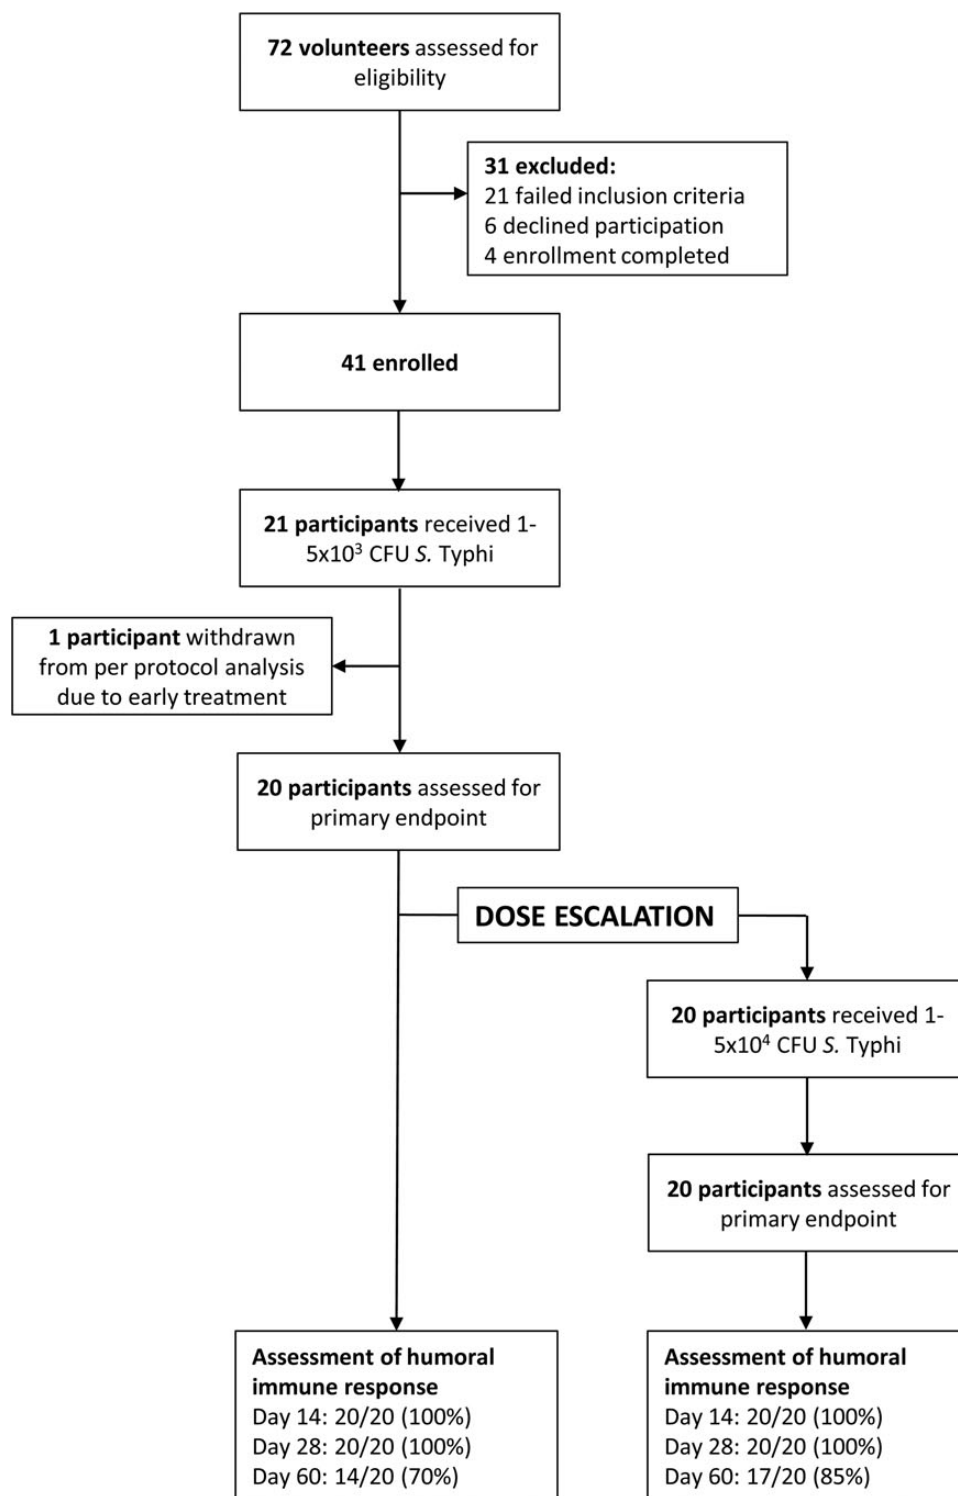 72 volunteers assessed for
eligibility
31 excluded:
21 failed inclusion criteria
6 declined participation
4 enrollment completed
41 enrolled
21 participants received 1-
5x10³ CFU S. Typhi
1 participant withdrawn
from per protocol analysis
due to early treatment
20 participants assessed for
primary endpoint
DOSE ESCALATION
20 participants received 1-
5x10⁴ CFU S. Typhi
20 participants assessed for
primary endpoint
Assessment of humoral
immune response
Day 14: 20/20 (100%)
Day 28: 20/20 (100%)
Day 60: 14/20 (70%)
Assessment of humoral
immune response
Day 14: 20/20 (100%)
Day 28: 20/20 (100%)
Day 60: 17/20 (85%)